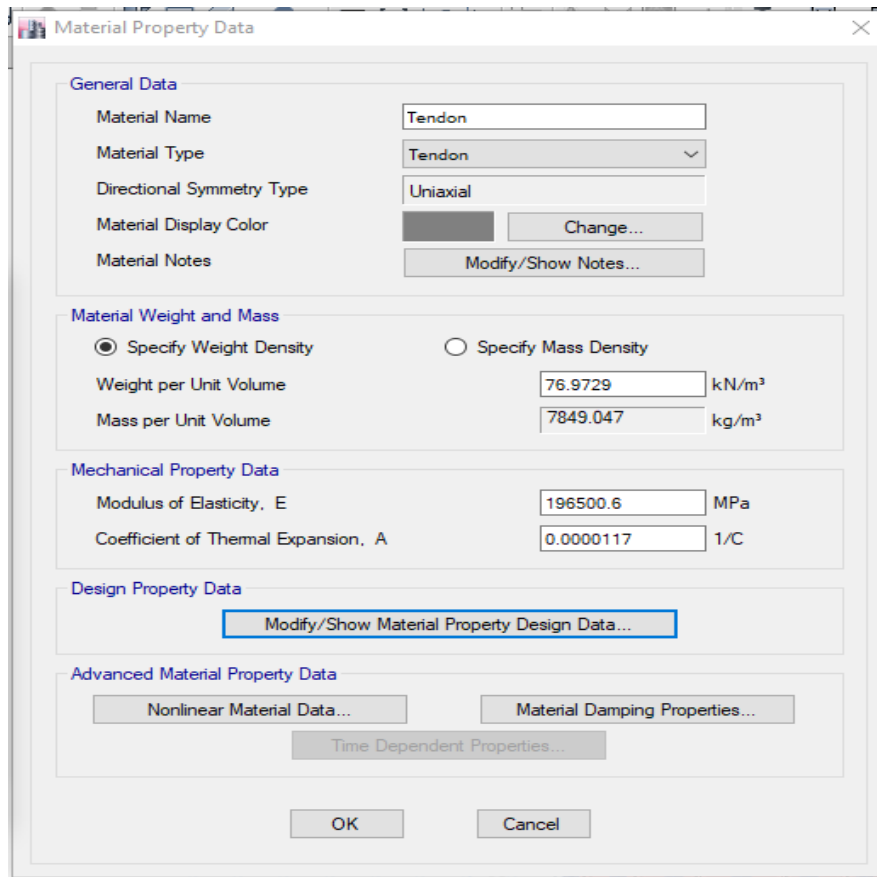 Material Property Data
General Data
Material Name Tendon
Material Type Tendon
Directional Symmetry Type Uniaxial
Material Display Color Change...
Material Notes Modify/Show Notes...
Material Weight and Mass
Specify Weight Density Specify Mass Density
Weight per Unit Volume 76.9729 kN/m³
Mass per Unit Volume 7849.047 kg/m³
Mechanical Property Data
Modulus of Elasticity, E 196500.6 MPa
Coefficient of Thermal Expansion, A 0.0000117 1/C
Design Property Data
Modify/Show Material Property Design Data...
Advanced Material Property Data
Nonlinear Material Data... Material Damping Properties...
Time Dependent Properties...
OK Cancel